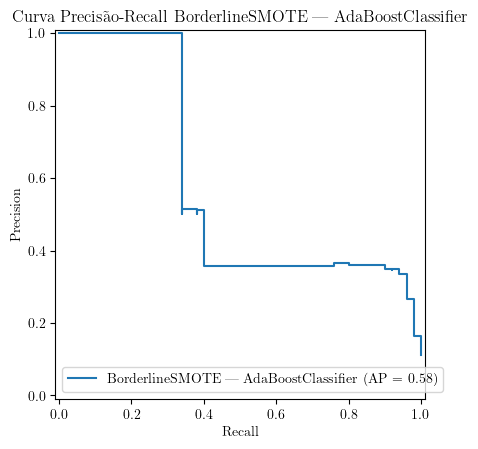 Curva Precisão-Recall BorderlineSMOTE — AdaBoostClassifier
1.0
0.8
0.6
0.4
0.2
0.0
Precision
BorderlineSMOTE — AdaBoostClassifier (AP = 0.58)
0.0 0.2 0.4 0.6 0.8 1.0
Recall